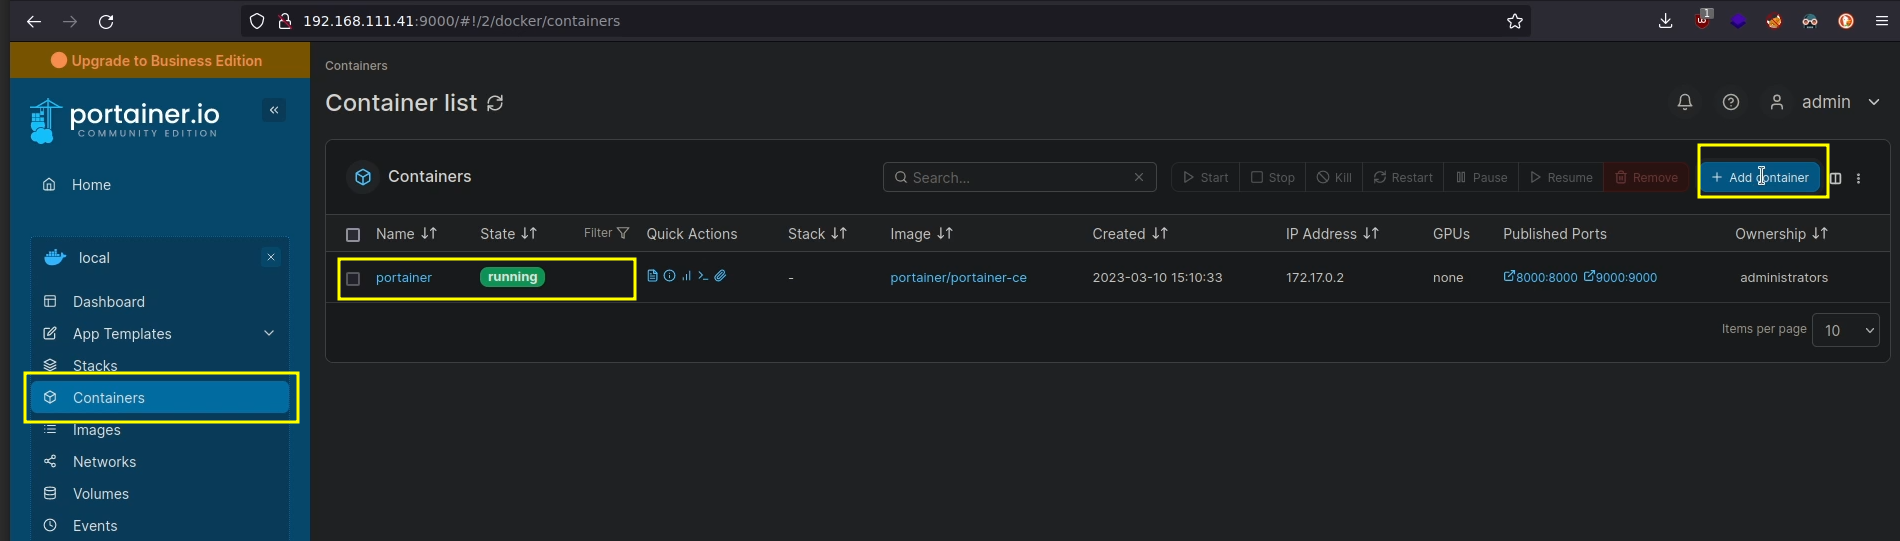 192.168.111.41:9000/#!/2/docker/containers
1
Upgrade to Business Edition
portainer.io
COMMUNITY EDITION
Home
local
Dashboard
App Templates
Stacks
Containers
Images
Networks
Volumes
Events
Containers
Container list
admin
Containers
Search...
Start
Stop
Kill
Restart
Pause
Resume
Remove
+ Add container
Name State Filter Quick Actions Stack Image Created IP Address GPUs Published Ports Ownership
portainer running - portainer/portainer-ce 2023-03-10 15:10:33 172.17.0.2 none 8000:8000 9000:9000 administrators
Items per page 10